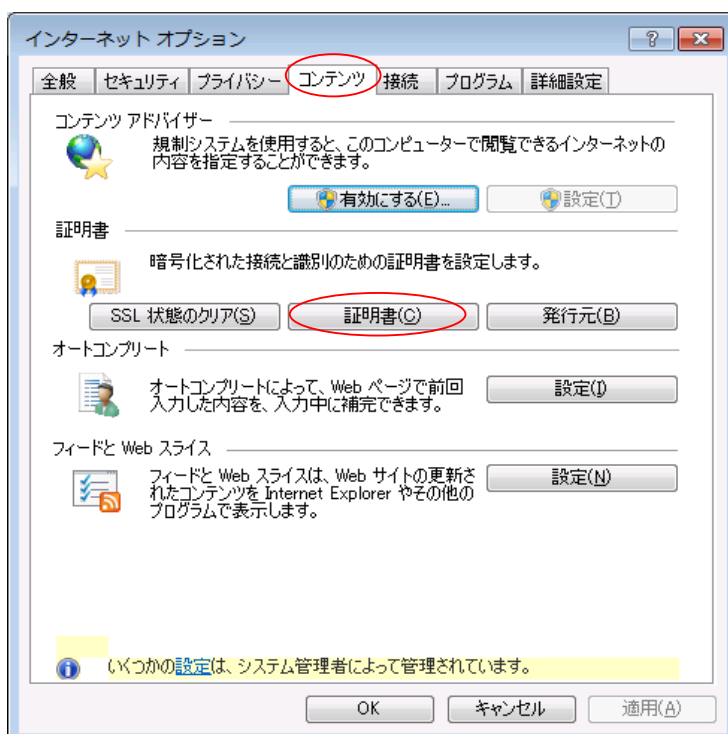 インターネット オプション
全般 セキュリティ プライバシー コンテンツ 接続 プログラム 詳細設定
コンテンツ アドバイザー
規制システムを使用すると、このコンピューターで閲覧できるインターネットの
内容を指定することができます。
有効にする(E)... 設定(T)
証明書
暗号化された接続と識別のための証明書を設定します。
SSL 状態のクリア(S) 証明書(C) 発行元(B)
オートコンプリート
オートコンプリートによって、Web ページで前回
入力した内容を、入力中に補完できます。
設定(I)
フィードと Web スライス
フィードと Web スライスは、Web サイトの更新さ
れたコンテンツを Internet Explorer やその他の
プログラムで表示します。
設定(N)
いくつかの設定は、システム管理者によって管理されています。
OK キャンセル 適用(A)